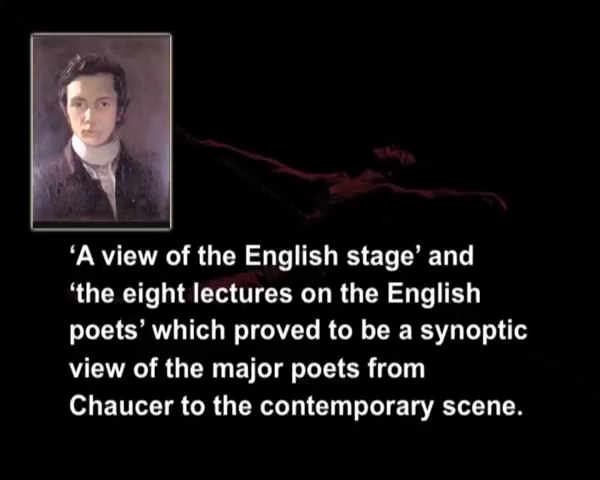 ‘A view of the English stage’ and
‘the eight lectures on the English
poets’ which proved to be a synoptic
view of the major poets from
Chaucer to the contemporary scene.